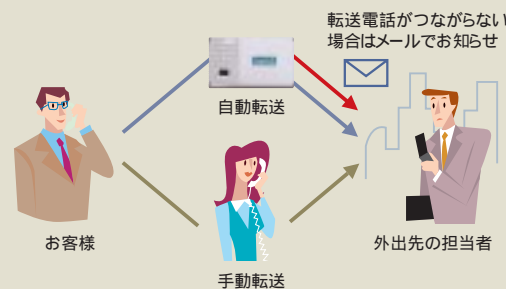 転送電話がつながらない
場合はメールでお知らせ
自動転送
お客様
外出先の担当者
手動転送